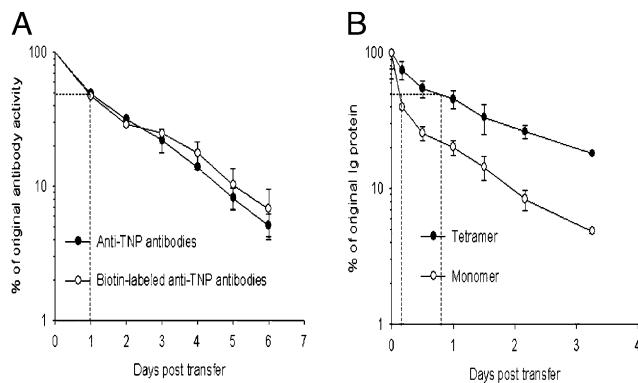 A
% of original antibody activity
100
10
1
Anti-TNP antibodies
Biotin-labeled anti-TNP antibodies
0 1 2 3 4 5 6 7
Days post transfer
B
% of original Ig protein
100
10
1
Tetramer
Monomer
0 1 2 3 4
Days post transfer